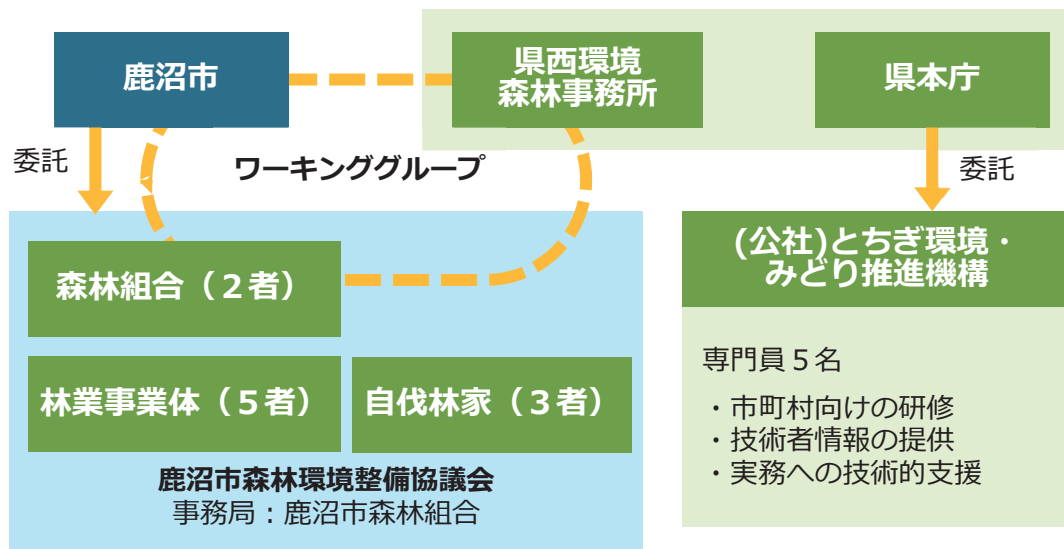 鹿沼市
県西環境
森林事務所
県本庁
委託
ワーキンググループ
委託
森林組合（２者）
林業事業体（５者）
自伐林家（３者）
鹿沼市森林環境整備協議会
事務局：鹿沼市森林組合
(公社)とちぎ環境・
みどり推進機構
専門員５名
・市町村向けの研修
・技術者情報の提供
・実務への技術的支援